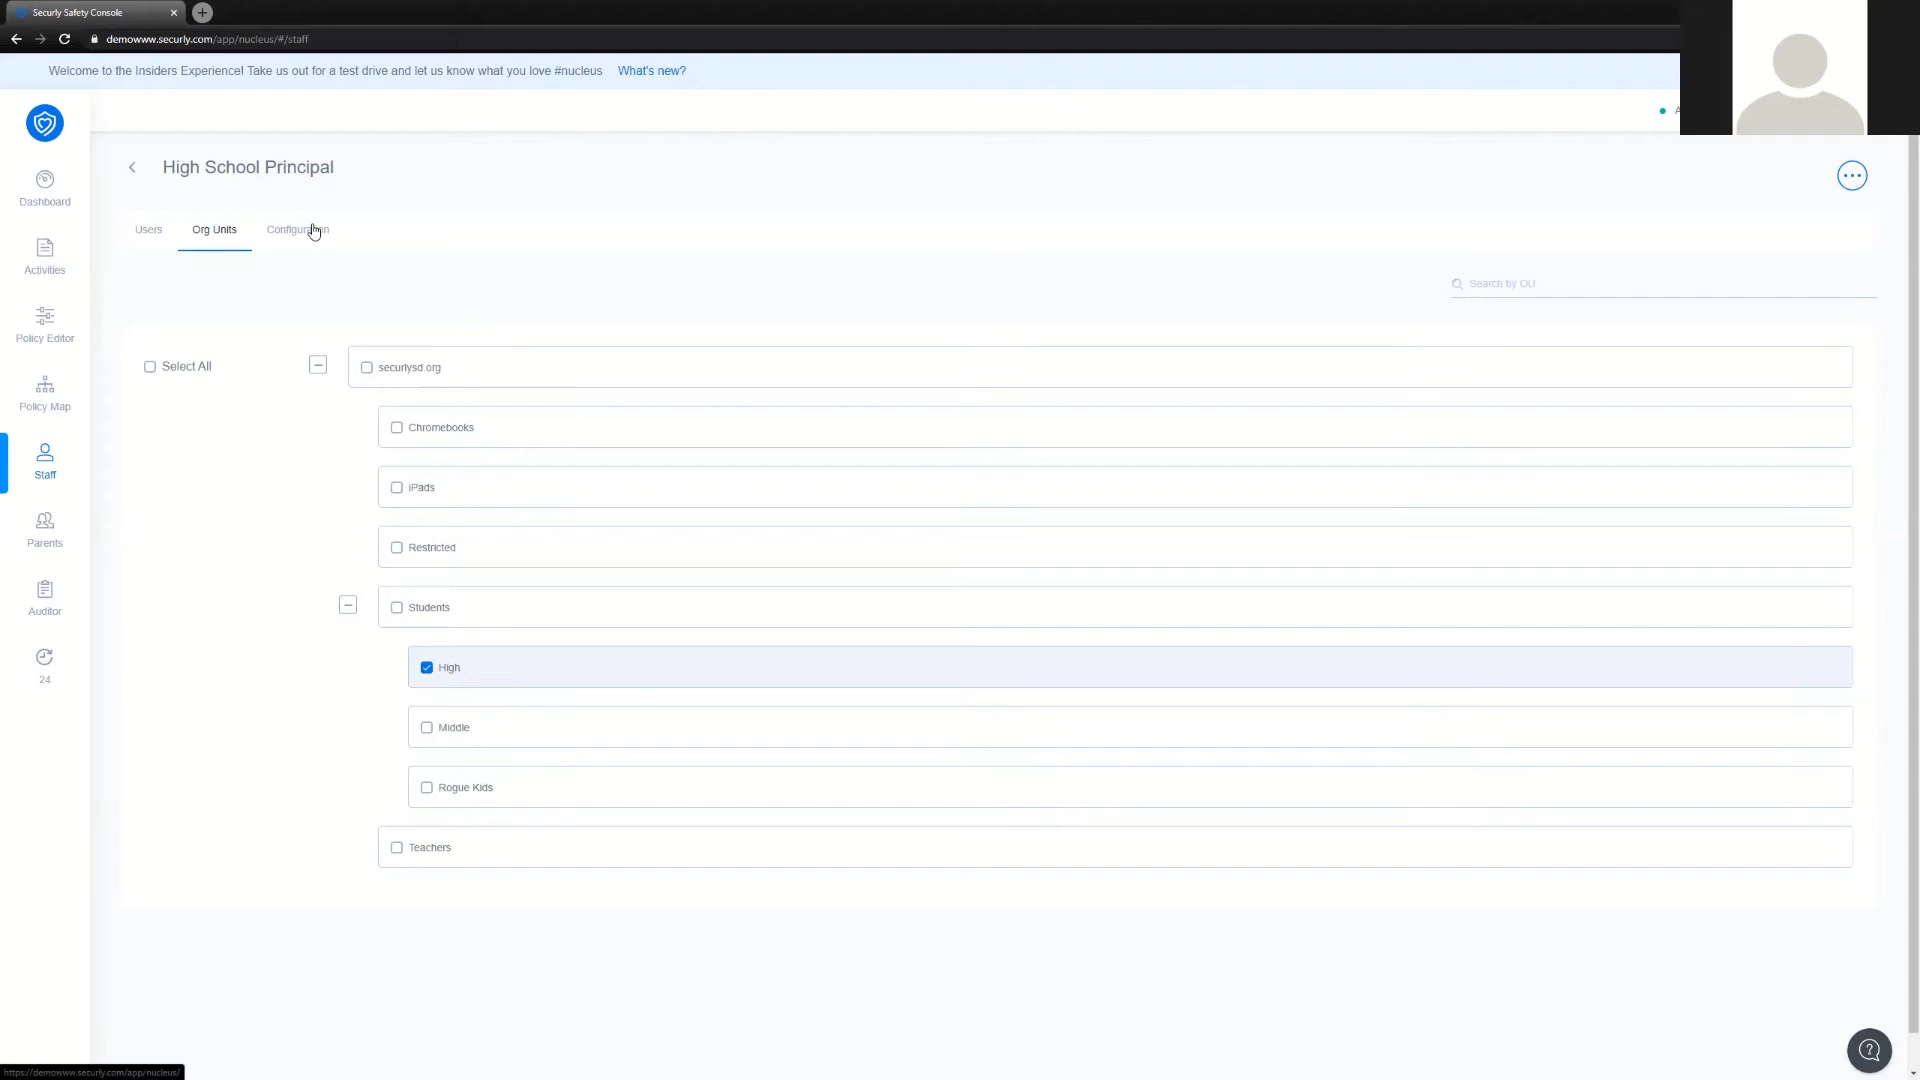 Securly Safety Console
demowww.securly.com/app/nucleus/#/staff
Welcome to the Insiders Experience! Take us out for a test drive and let us know what you love #nucleus What's new?
High School Principal
Dashboard
Users Org Units Configuration
Activities
Search by OU
Policy Editor
Select All
securlysd.org
Policy Map
Chromebooks
Staff
iPads
Parents
Restricted
Auditor
Students
High
24
Middle
Rogue Kids
Teachers
https://demowww.securly.com/app/nucleus/